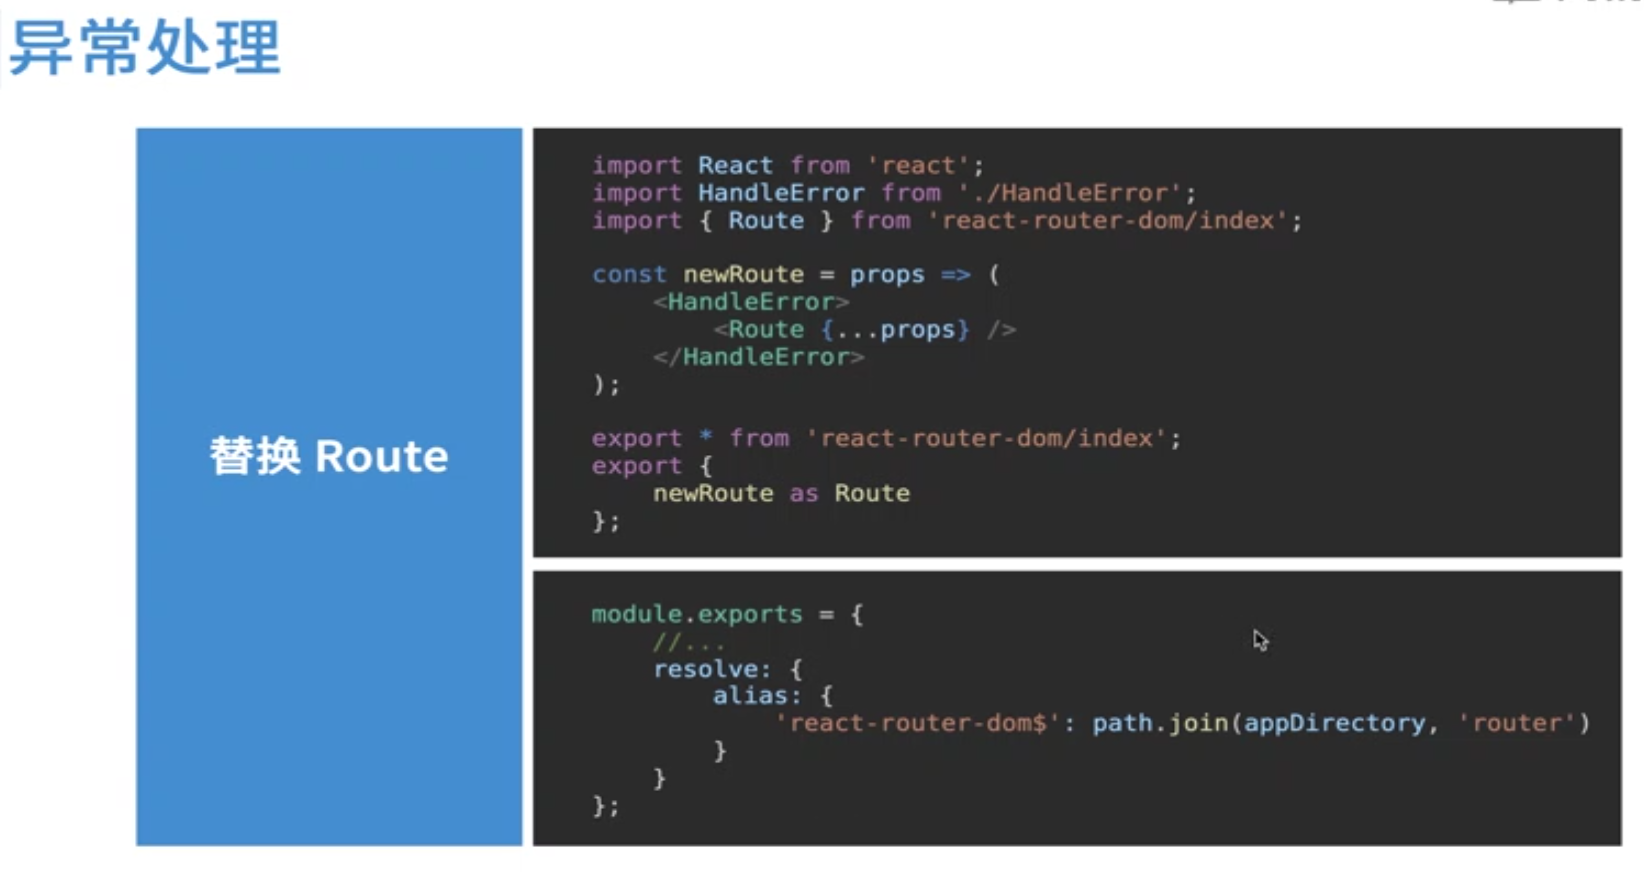 异常处理
替换 Route
import React from 'react';
import HandleError from './HandleError';
import { Route } from 'react-router-dom/index';
const newRoute = props => (
<HandleError>
<Route {...props} />
</HandleError>
);
export * from 'react-router-dom/index';
export {
newRoute as Route
};
module.exports = {
//...
resolve: {
alias: {
'react-router-dom$': path.join(appDirectory, 'router')
}
}
};